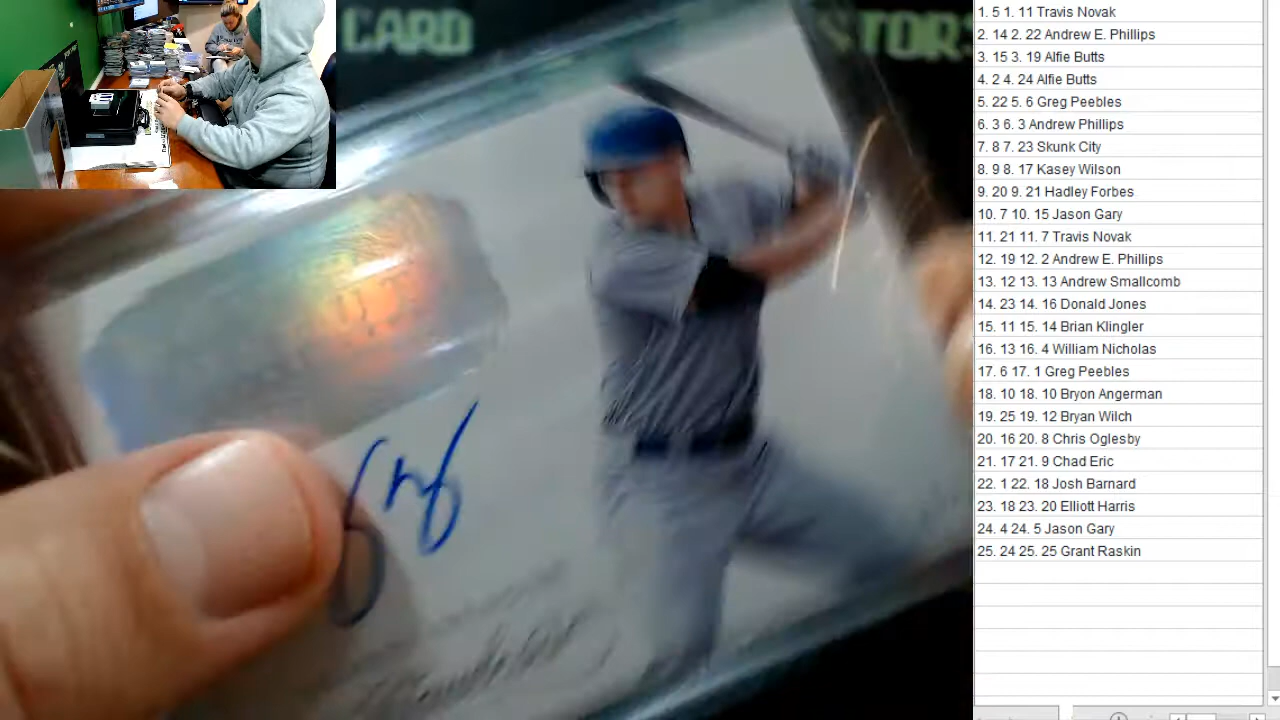 CARD
TORS
1. 5 1. 11 Travis Novak
2. 14 2. 22 Andrew E. Phillips
3. 15 3. 19 Alfie Butts
4. 2 4. 24 Alfie Butts
5. 22 5. 6 Greg Peebles
6. 3 6. 3 Andrew Phillips
7. 8 7. 23 Skunk City
8. 9 8. 17 Kasey Wilson
9. 20 9. 21 Hadley Forbes
10. 7 10. 15 Jason Gary
11. 21 11. 7 Travis Novak
12. 19 12. 2 Andrew E. Phillips
13. 12 13. 13 Andrew Smallcomb
14. 23 14. 16 Donald Jones
15. 11 15. 14 Brian Klingler
16. 13 16. 4 William Nicholas
17. 6 17. 1 Greg Peebles
18. 10 18. 10 Bryon Angerman
19. 25 19. 12 Bryan Wilch
20. 16 20. 8 Chris Oglesby
21. 17 21. 9 Chad Eric
22. 1 22. 18 Josh Barnard
23. 18 23. 20 Elliott Harris
24. 4 24. 5 Jason Gary
25. 24 25. 25 Grant Raskin